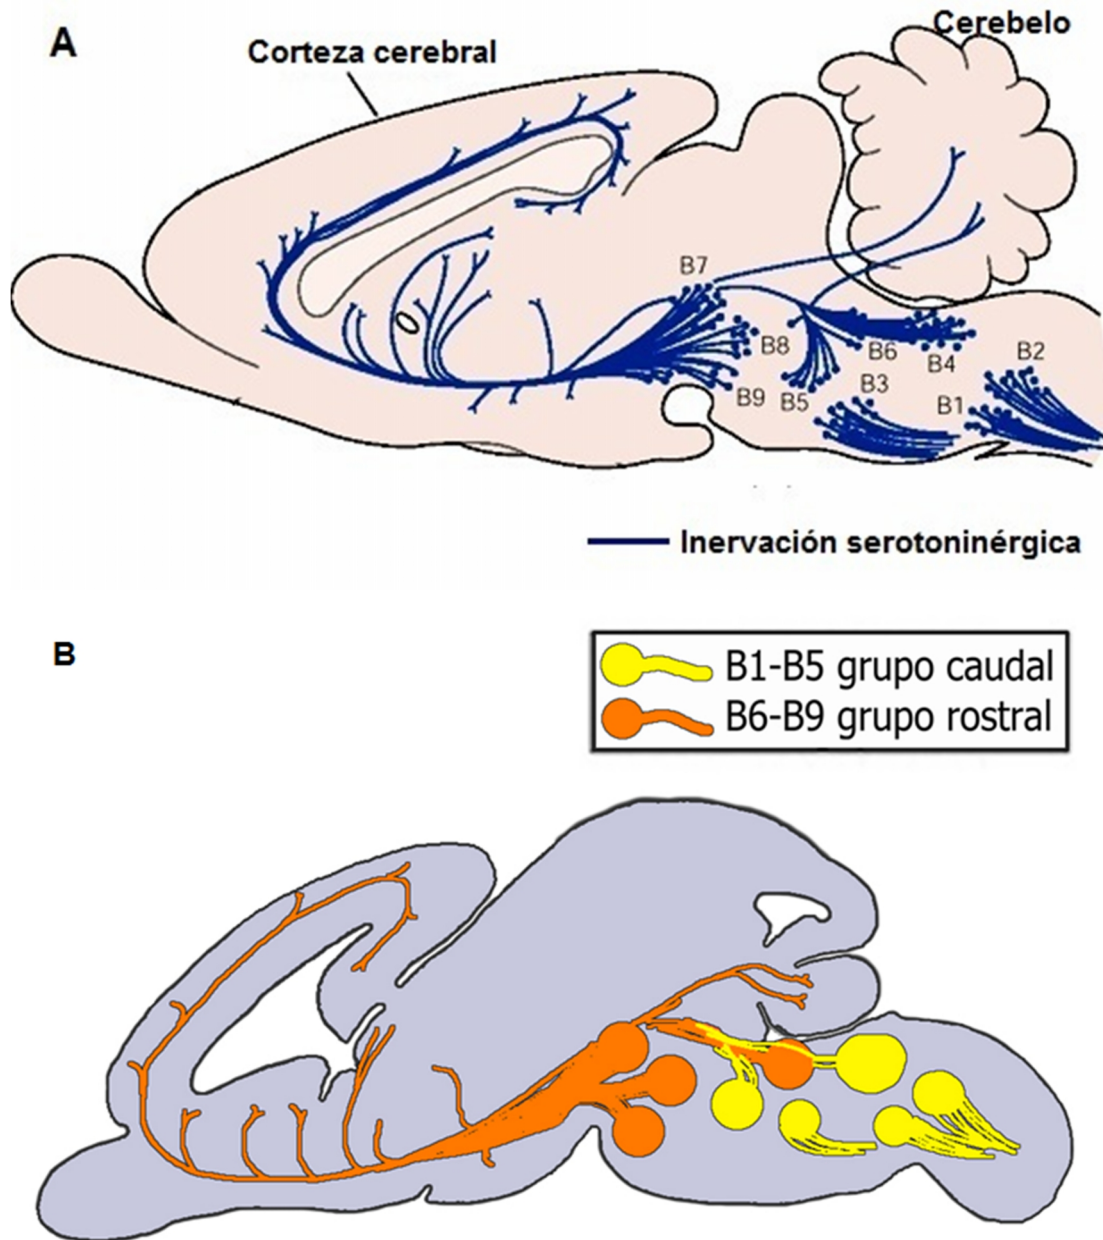 A
Corteza cerebral
Cerebelo
B7
B8
B9
B5
B6
B4
B3
B2
B1
Inervación serotoninérgica
B
B1-B5 grupo caudal
B6-B9 grupo rostral